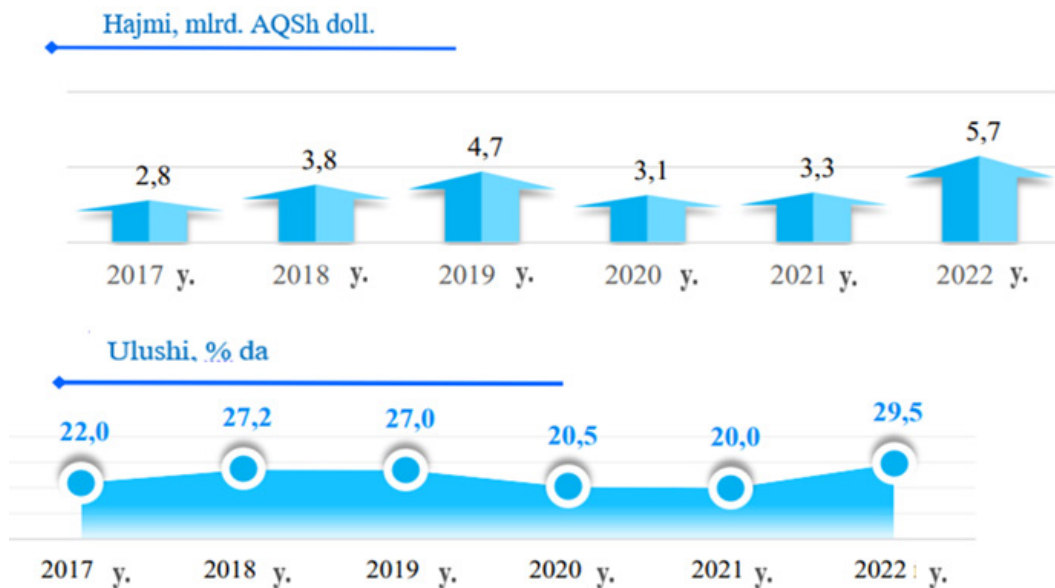 Hajmi, mlrd. AQSh doll.
2,8 3,8 4,7 3,1 3,3 5,7
2017 y. 2018 y. 2019 y. 2020 y. 2021 y. 2022 y.
Ulushi, % da
22,0 27,2 27,0 20,5 20,0 29,5
2017 y. 2018 y. 2019 y. 2020 y. 2021 y. 2022 y.